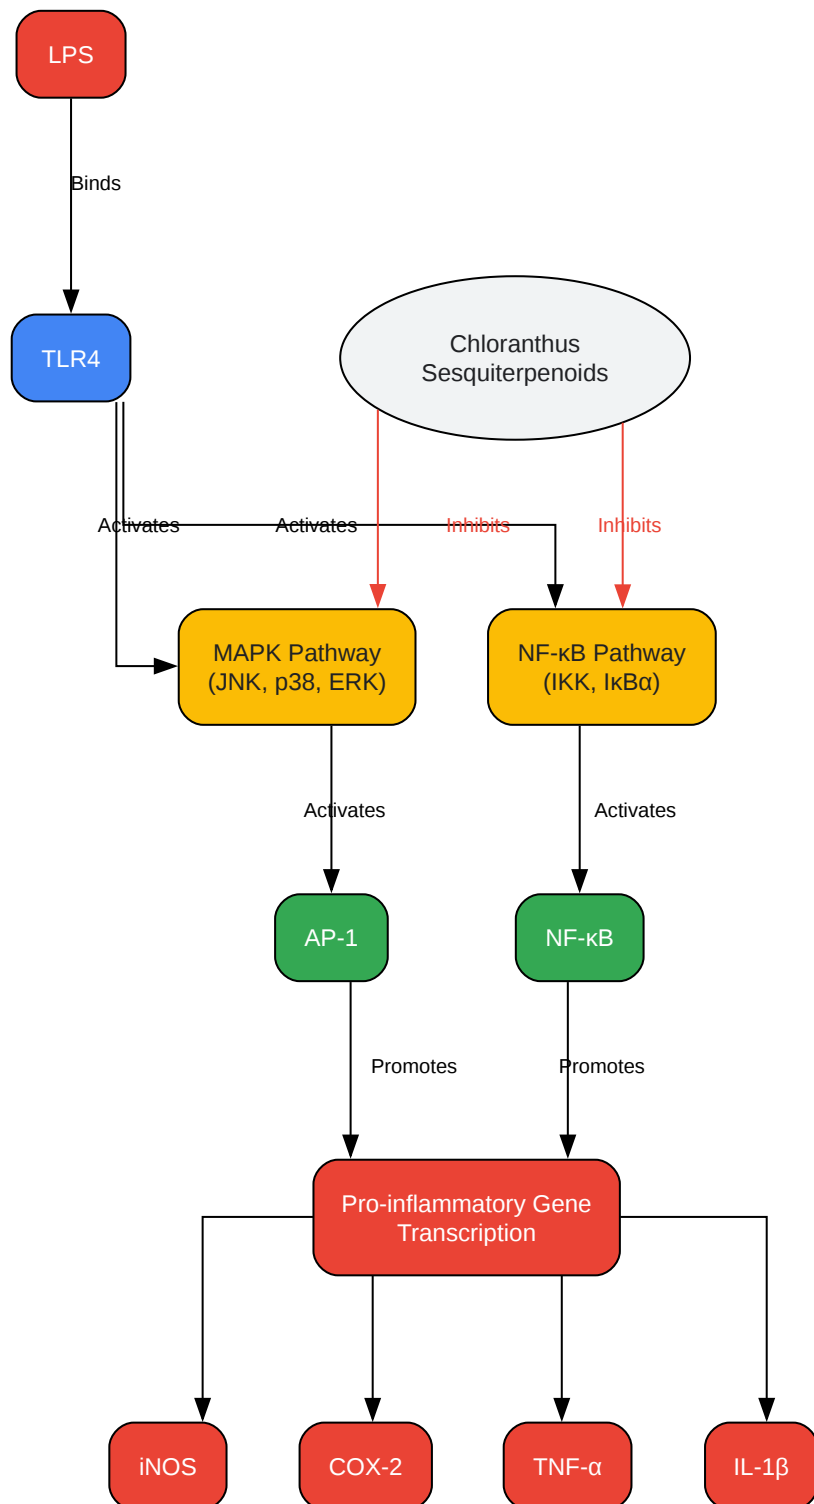 LPS
Binds
TLR4
Chloranthus
Sesquiterpenoids
Activates
Activates
Inhibits
Inhibits
MAPK Pathway
(JNK, p38, ERK)
NF-κB Pathway
(IKK, IκBα)
Activates
Activates
AP-1
NF-κB
Promotes
Promotes
Pro-inflammatory Gene
Transcription
iNOS
COX-2
TNF-α
IL-1β